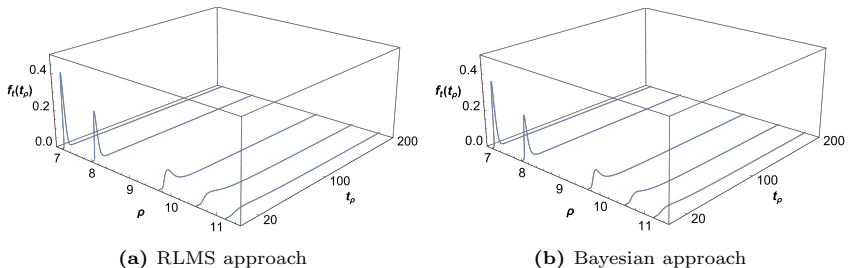 0.4
f_t(t_ρ)
0.2
0.0
7
8
9
ρ
10
11
20
100
t_ρ
200
(a) RLMS approach
0.4
f_t(t_ρ)
0.2
0.0
7
8
9
ρ
10
11
20
100
t_ρ
200
(b) Bayesian approach